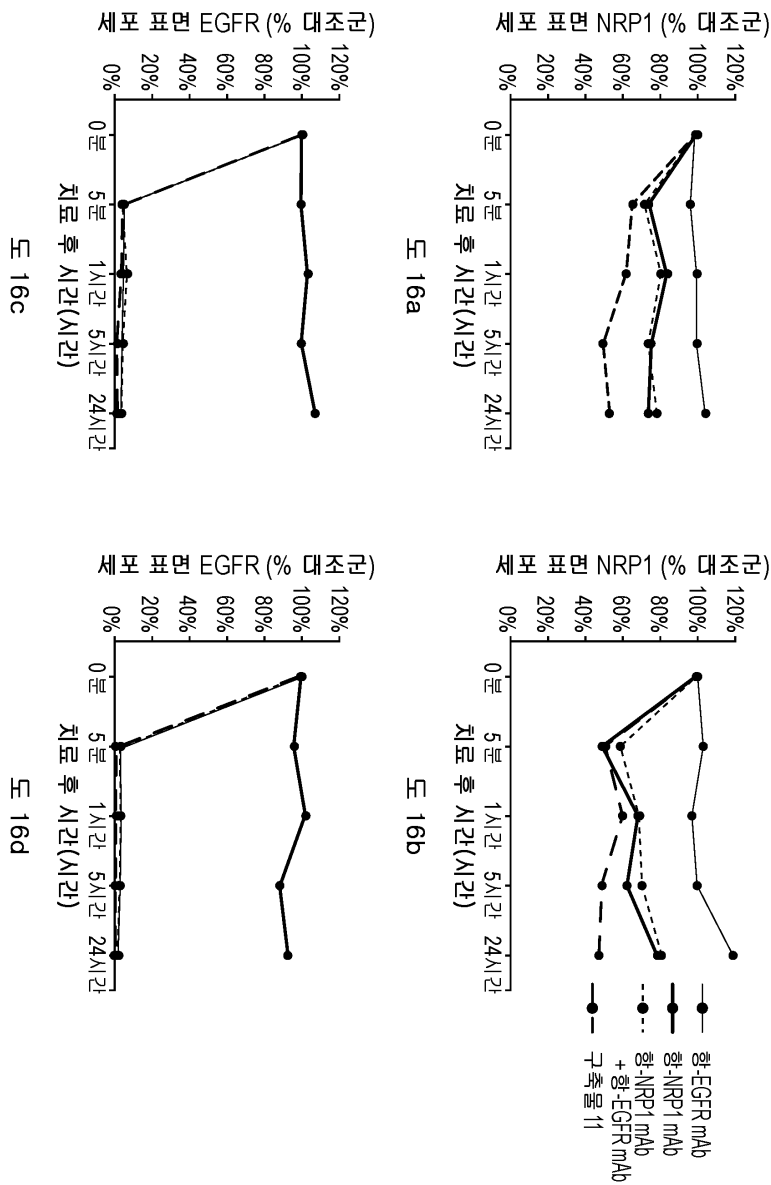 세포 표면 NRP1 (% 대조군)
120%
100%
80%
60%
40%
20%
0%
0분 5분 1시간 5시간 24시간
치료 후 시간(시간)
도 16a
세포 표면 NRP1 (% 대조군)
120%
100%
80%
60%
40%
20%
0%
0분 5분 1시간 5시간 24시간
치료 후 시간(시간)
도 16b
항-EGFR mAb
항-NRP1 mAb
항-NRP1 mAb
+ 항-EGFR mAb
구축물 11
세포 표면 EGFR (% 대조군)
120%
100%
80%
60%
40%
20%
0%
0분 5분 1시간 5시간 24시간
치료 후 시간(시간)
도 16c
세포 표면 EGFR (% 대조군)
120%
100%
80%
60%
40%
20%
0%
0분 5분 1시간 5시간 24시간
치료 후 시간(시간)
도 16d